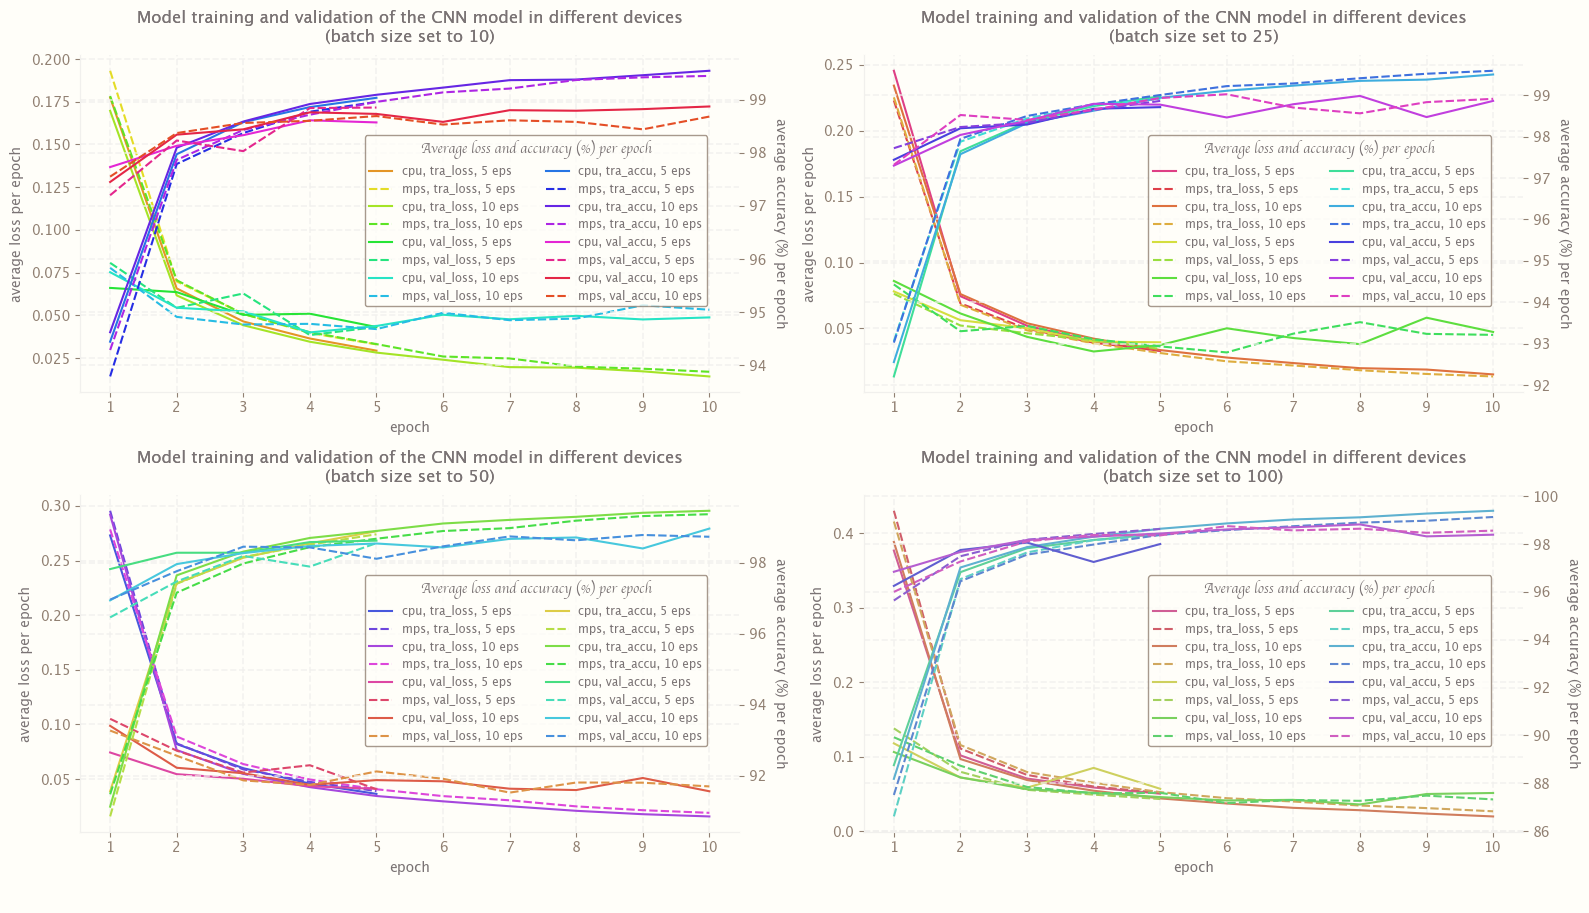 Model training and validation of the CNN model in different devices
(batch size set to 10)
0.200
0.175
0.150
0.125
0.100
0.075
0.050
0.025
average loss per epoch
99
98
97
96
95
94
average accuracy (%) per epoch
Average loss and accuracy (%) per epoch
cpu, tra_loss, 5 eps
mps, tra_loss, 5 eps
cpu, tra_loss, 10 eps
mps, tra_loss, 10 eps
cpu, val_loss, 5 eps
mps, val_loss, 5 eps
cpu, val_loss, 10 eps
mps, val_loss, 10 eps
cpu, tra_accu, 5 eps
mps, tra_accu, 5 eps
cpu, tra_accu, 10 eps
mps, tra_accu, 10 eps
cpu, val_accu, 5 eps
mps, val_accu, 5 eps
cpu, val_accu, 10 eps
mps, val_accu, 10 eps
1 2 3 4 5 6 7 8 9 10
epoch
Model training and validation of the CNN model in different devices
(batch size set to 25)
0.25
0.20
0.15
0.10
0.05
average loss per epoch
99
98
97
96
95
94
93
92
average accuracy (%) per epoch
Average loss and accuracy (%) per epoch
cpu, tra_loss, 5 eps
mps, tra_loss, 5 eps
cpu, tra_loss, 10 eps
mps, tra_loss, 10 eps
cpu, val_loss, 5 eps
mps, val_loss, 5 eps
cpu, val_loss, 10 eps
mps, val_loss, 10 eps
cpu, tra_accu, 5 eps
mps, tra_accu, 5 eps
cpu, tra_accu, 10 eps
mps, tra_accu, 10 eps
cpu, val_accu, 5 eps
mps, val_accu, 5 eps
cpu, val_accu, 10 eps
mps, val_accu, 10 eps
1 2 3 4 5 6 7 8 9 10
epoch
Model training and validation of the CNN model in different devices
(batch size set to 50)
0.30
0.25
0.20
0.15
0.10
0.05
average loss per epoch
98
96
94
92
average accuracy (%) per epoch
Average loss and accuracy (%) per epoch
cpu, tra_loss, 5 eps
mps, tra_loss, 5 eps
cpu, tra_loss, 10 eps
mps, tra_loss, 10 eps
cpu, val_loss, 5 eps
mps, val_loss, 5 eps
cpu, val_loss, 10 eps
mps, val_loss, 10 eps
cpu, tra_accu, 5 eps
mps, tra_accu, 5 eps
cpu, tra_accu, 10 eps
mps, tra_accu, 10 eps
cpu, val_accu, 5 eps
mps, val_accu, 5 eps
cpu, val_accu, 10 eps
mps, val_accu, 10 eps
1 2 3 4 5 6 7 8 9 10
epoch
Model training and validation of the CNN model in different devices
(batch size set to 100)
0.4
0.3
0.2
0.1
0.0
average loss per epoch
100
98
96
94
92
90
88
86
average accuracy (%) per epoch
Average loss and accuracy (%) per epoch
cpu, tra_loss, 5 eps
mps, tra_loss, 5 eps
cpu, tra_loss, 10 eps
mps, tra_loss, 10 eps
cpu, val_loss, 5 eps
mps, val_loss, 5 eps
cpu, val_loss, 10 eps
mps, val_loss, 10 eps
cpu, tra_accu, 5 eps
mps, tra_accu, 5 eps
cpu, tra_accu, 10 eps
mps, tra_accu, 10 eps
cpu, val_accu, 5 eps
mps, val_accu, 5 eps
cpu, val_accu, 10 eps
mps, val_accu, 10 eps
1 2 3 4 5 6 7 8 9 10
epoch